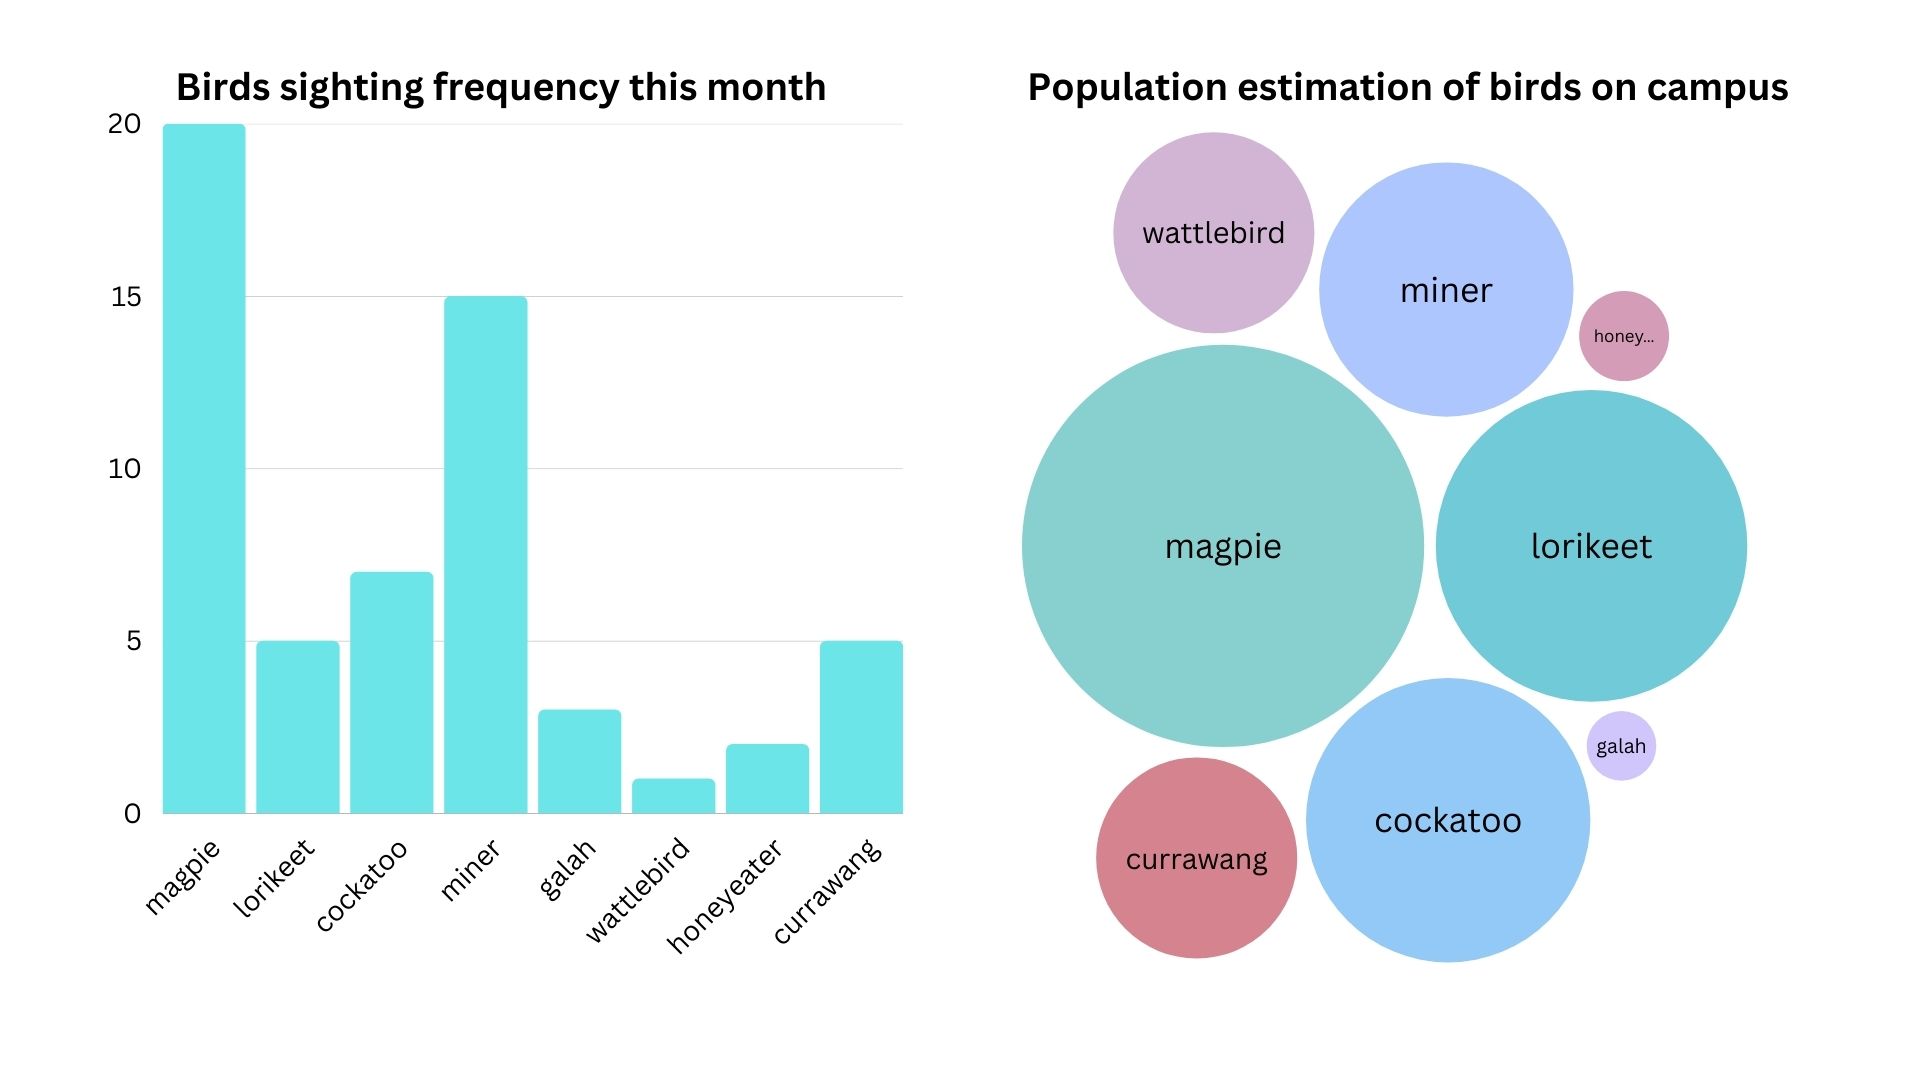 Birds sighting frequency this month
20
15
10
5
0
magpie
lorikeet
cockatoo
miner
galah
wattlebird
honeyeater
currawang
Population estimation of birds on campus
wattlebird
miner
honey...
magpie
lorikeet
galah
cockatoo
currawang